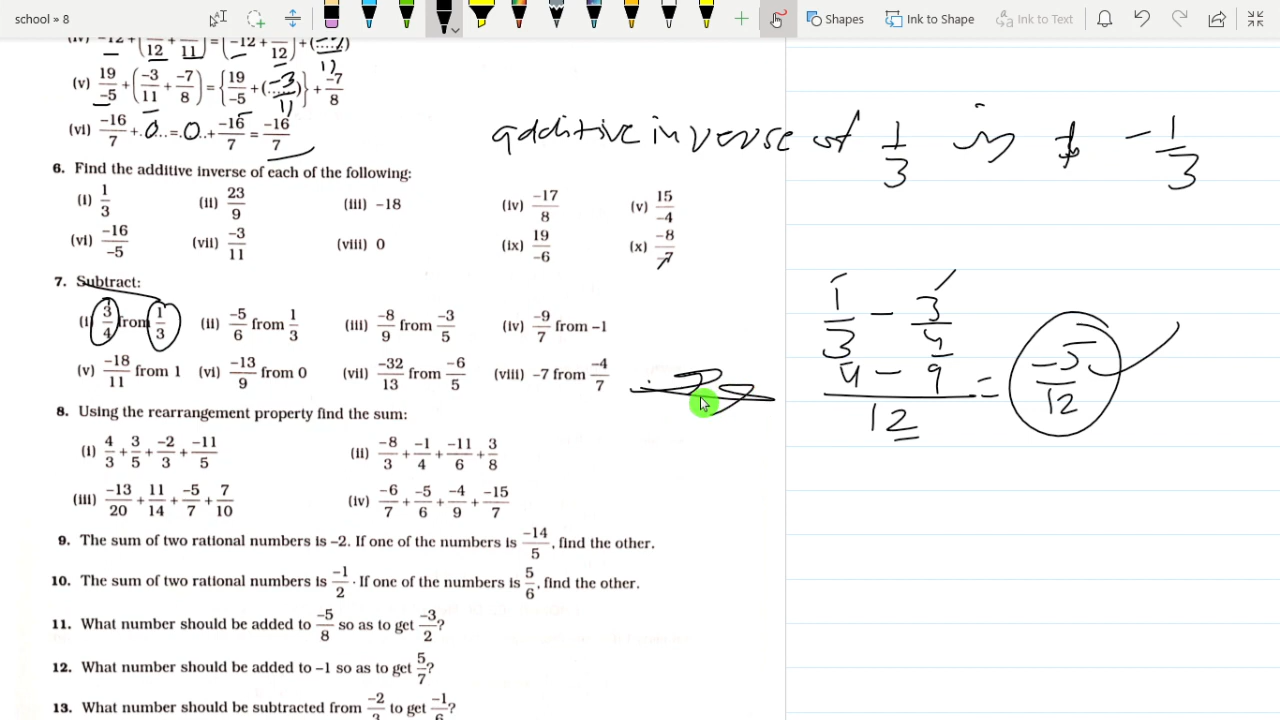 school » 8
Shapes
Ink to Shape
Ink to Text
(iv) -12 + (7/12 + -9/11) = (-12 + 7/12) + (....)
(v) 19/-5 + (-3/11 + -7/8) = {19/-5 + (-3/11)} + -7/8
(vi) -16/7 + .0.. = .0.. + -16/7 = -16/7
additive inverse of 1/3 is -1/3
6. Find the additive inverse of each of the following:
(i) 1/3 (ii) 23/9 (iii) -18 (iv) -17/8 (v) 15/-4
(vi) -16/-5 (vii) -3/11 (viii) 0 (ix) 19/-6 (x) -8/-7
7. Subtract:
(i) 3/4 from 1/3 (ii) -5/6 from 1/3 (iii) -8/9 from -3/5 (iv) -9/7 from -1
(v) -18/11 from 1 (vi) -13/9 from 0 (vii) -32/13 from -6/5 (viii) -7 from -4/7
1/3 - 3/4
4 - 9/12 = -5/12
8. Using the rearrangement property find the sum:
(i) 4/3 + 3/5 + -2/3 + -11/5 (ii) -8/3 + -1/4 + -11/6 + 3/8
(iii) -13/20 + 11/14 + -5/7 + 7/10 (iv) -6/7 + -5/6 + -4/9 + -15/7
9. The sum of two rational numbers is -2. If one of the numbers is -14/5, find the other.
10. The sum of two rational numbers is -1/2. If one of the numbers is 5/6, find the other.
11. What number should be added to -5/8 so as to get -3/2?
12. What number should be added to -1 so as to get 5/7?
13. What number should be subtracted from -2/3 to get -1/6?